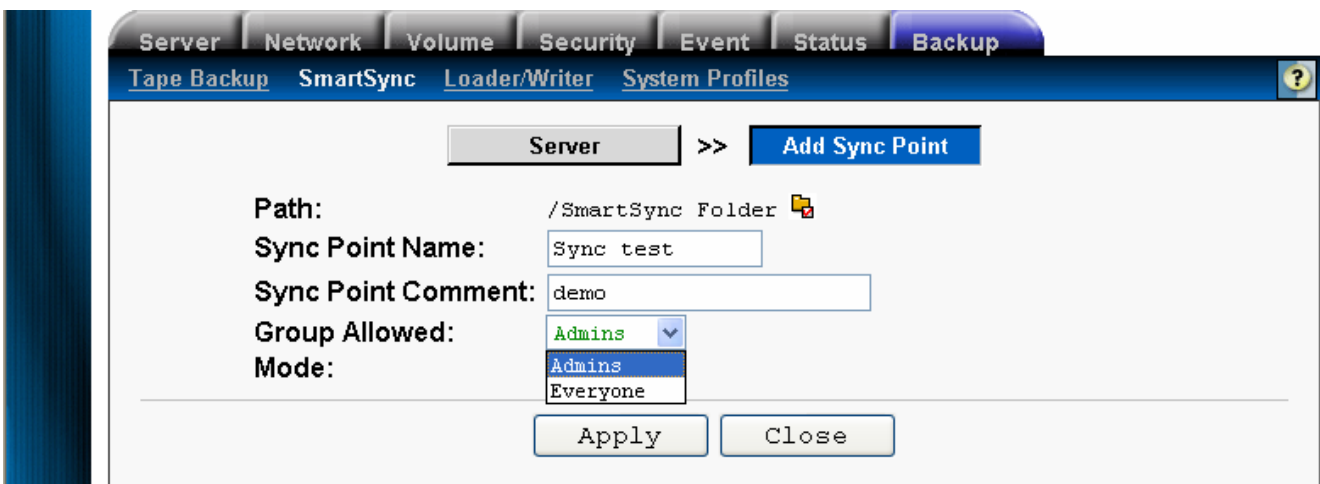 Server Network Volume Security Event Status Backup
Tape Backup SmartSync Loader/Writer System Profiles ?
Server >> Add Sync Point
Path: /SmartSync Folder
Sync Point Name: Sync test
Sync Point Comment: demo
Group Allowed: Admins
Mode: Admins
Everyone
Apply Close